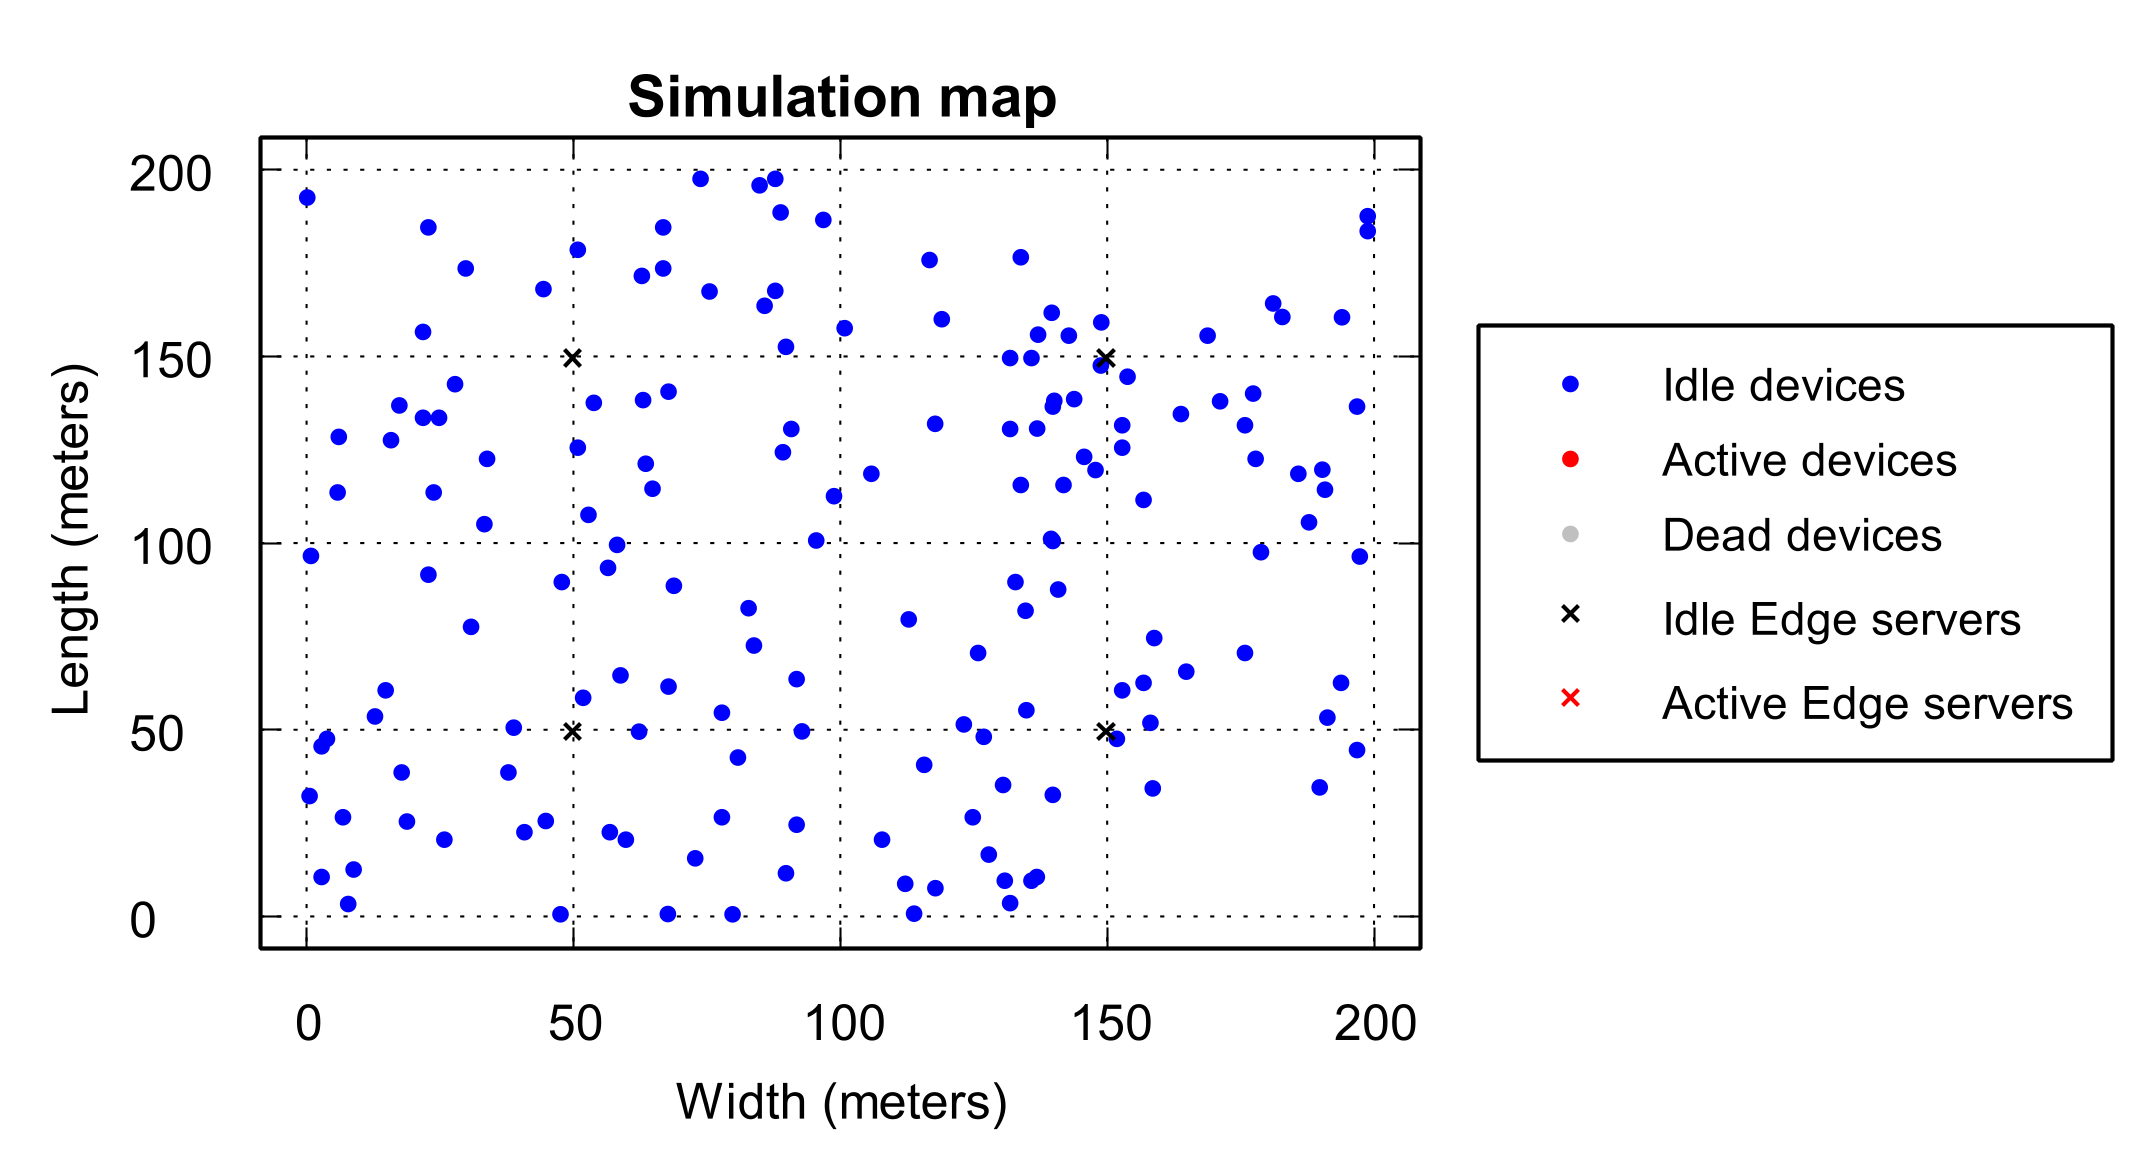 Simulation map
200
150
100
50
0
Length (meters)
0 50 100 150 200
Width (meters)
Idle devices
Active devices
Dead devices
Idle Edge servers
Active Edge servers